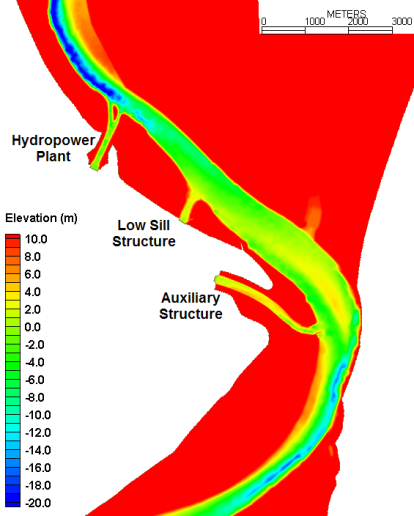 METERS
0 1000 2000 3000
Hydropower
Plant
Low Sill
Structure
Auxiliary
Structure
Elevation (m)
10.0
8.0
6.0
4.0
2.0
0.0
-2.0
-4.0
-6.0
-8.0
-10.0
-12.0
-14.0
-16.0
-18.0
-20.0